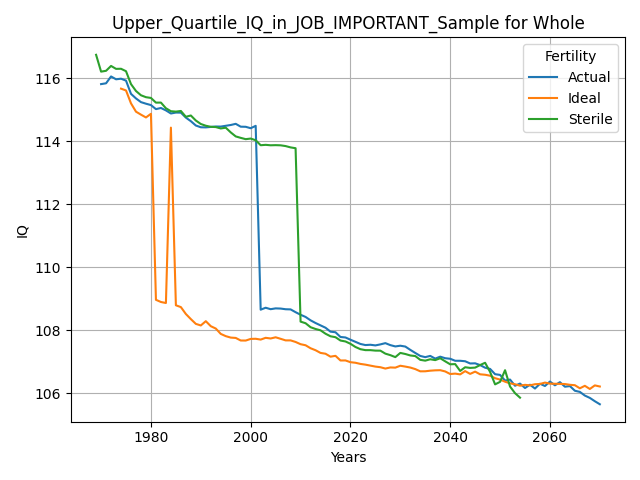 Upper_Quartile_IQ_in_JOB_IMPORTANT_Sample for Whole
Fertility
Actual
Ideal
Sterile
IQ
116
114
112
110
108
106
1980
2000
2020
2040
2060
Years